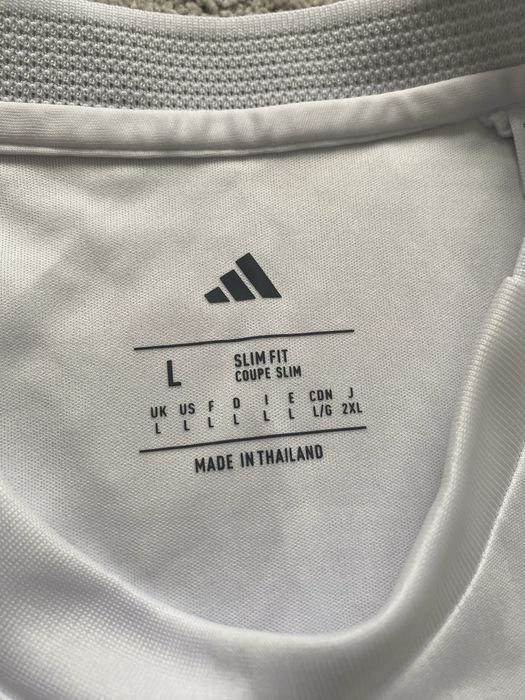 L SLIM FIT
COUPE SLIM
UK US F D I E CDN J
L L L L L L L/G 2XL
MADE IN THAILAND